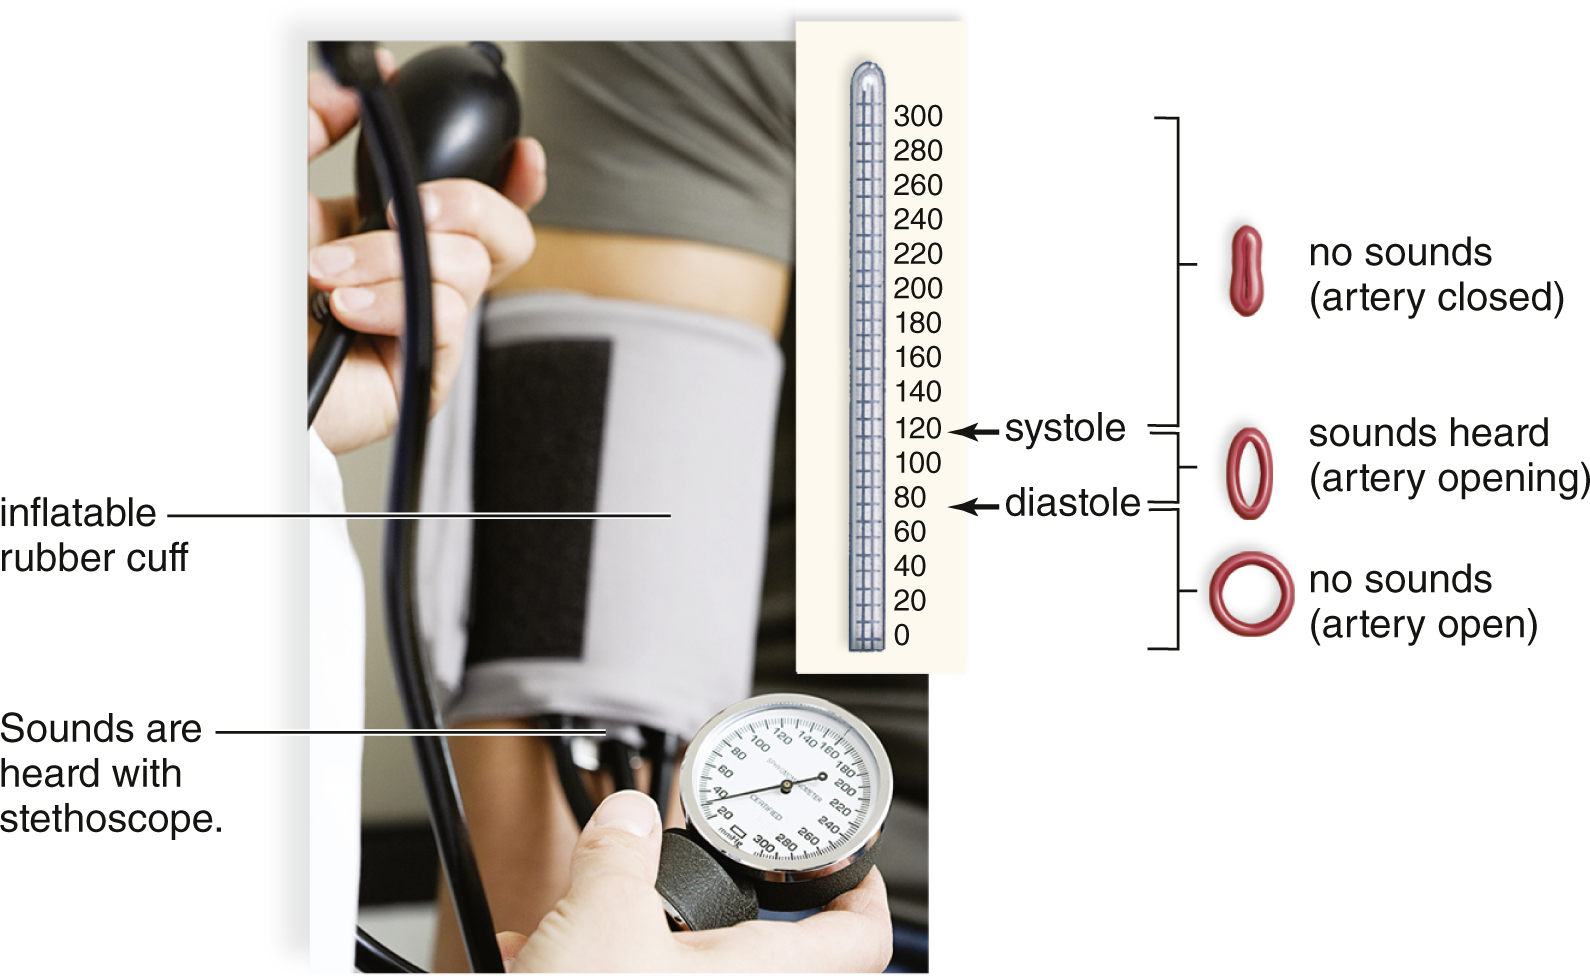 300
280
260
240
220
200
180
160
140
120
100
80
60
40
20
0
systole
diastole
no sounds
(artery closed)
sounds heard
(artery opening)
no sounds
(artery open)
inflatable
rubber cuff
Sounds are
heard with
stethoscope.
20
40
60
80
100
120
140
160
180
200
220
240
260
280
300
mmHg
CERTIFIED